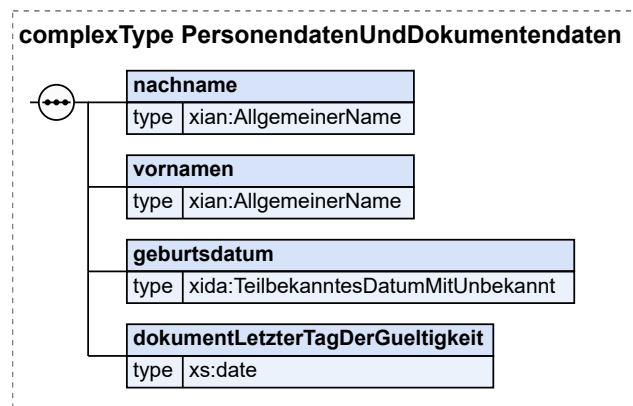 complexType PersonendatenUndDokumentendaten
nachname
type xian:AllgemeinerName
vornamen
type xian:AllgemeinerName
geburtsdatum
type xida:TeilbekanntesDatumMitUnbekannt
dokumentLetzterTagDerGueltigkeit
type xs:date